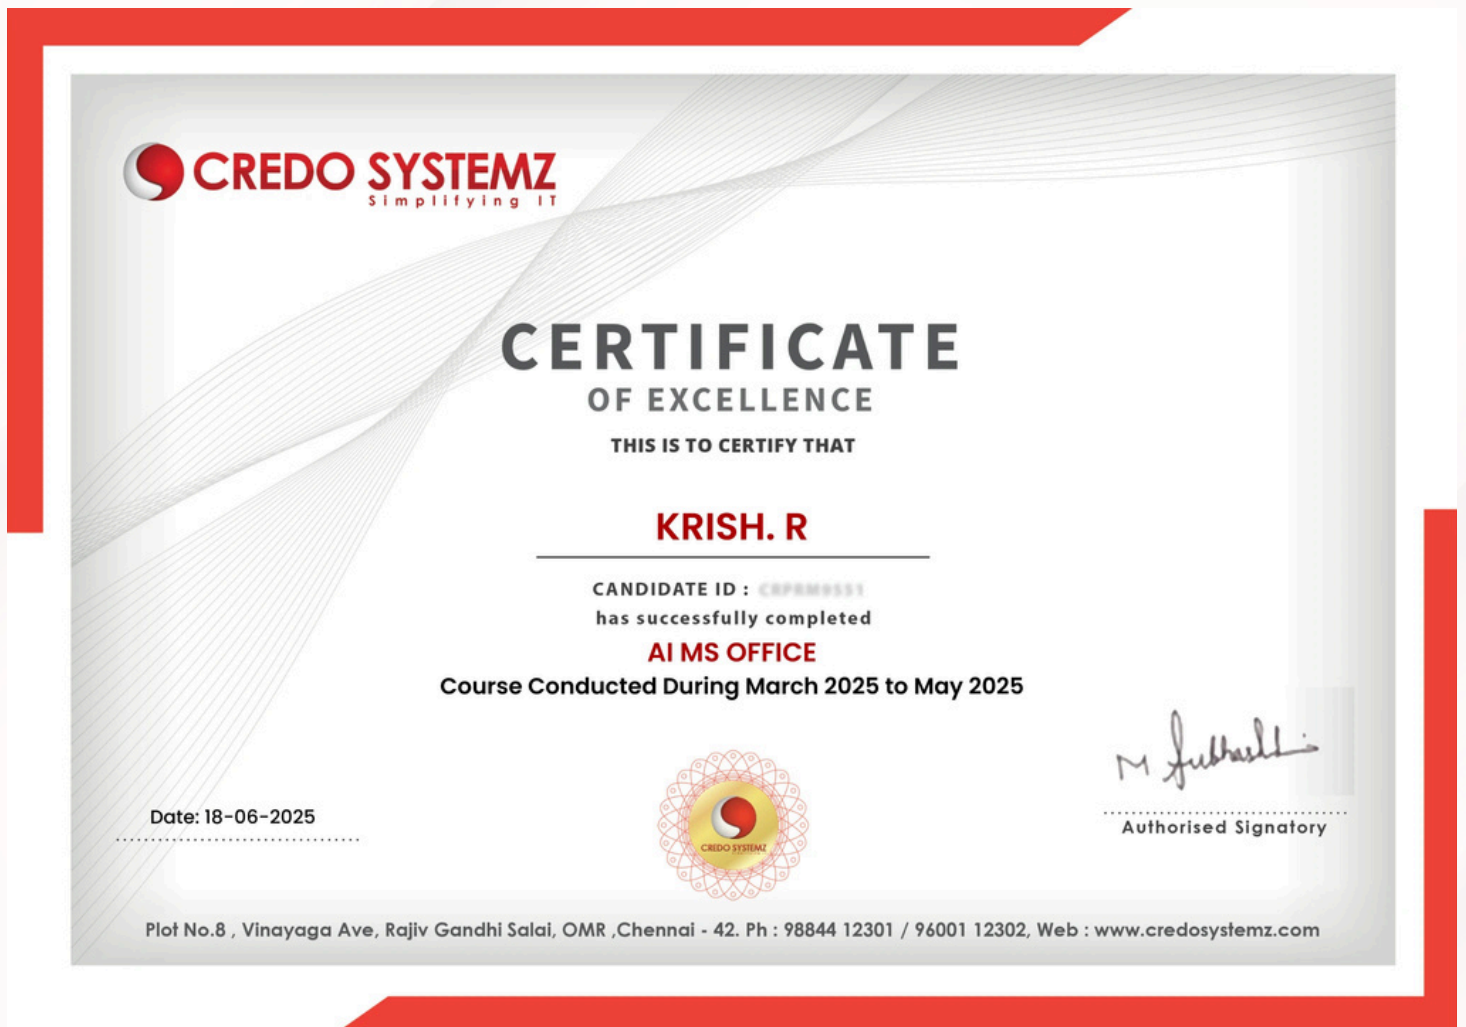 CREDO SYSTEMZ
Simplifying IT
CERTIFICATE
OF EXCELLENCE
THIS IS TO CERTIFY THAT
KRISH. R
CANDIDATE ID :
has successfully completed
AI MS OFFICE
Course Conducted During March 2025 to May 2025
Date: 18-06-2025
CREDO SYSTEMZ
Authorised Signatory
Plot No.8 , Vinayaga Ave, Rajiv Gandhi Salai, OMR ,Chennai - 42. Ph : 98844 12301 / 96001 12302, Web : www.credosystemz.com